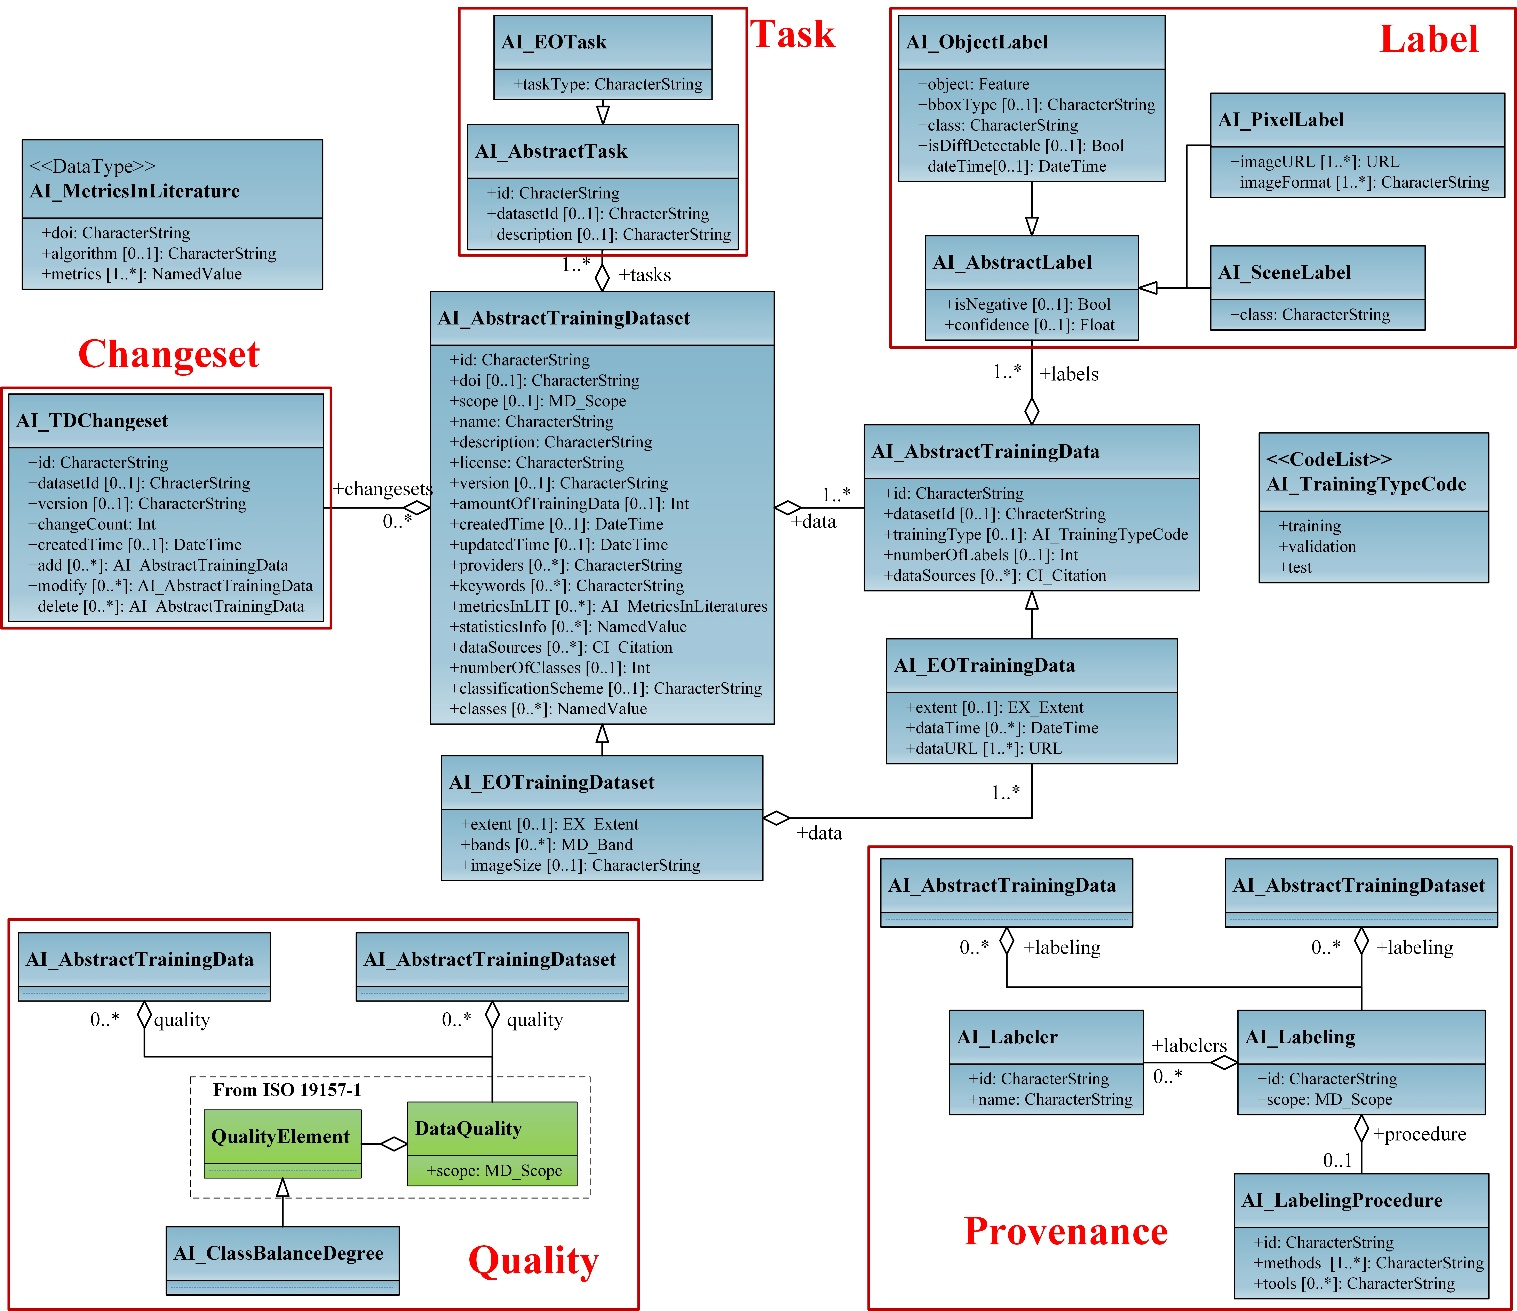 AI_EOTask
+taskType: CharacterString
Task
AI_AbstractTask
+id: ChracterString
+datasetId [0..1]: ChracterString
+description [0..1]: CharacterString
1..*
+tasks
Label
AI_ObjectLabel
−object: Feature
−bboxType [0..1]: CharacterString
−class: CharacterString
−isDiffDetectable [0..1]: Bool
dateTime[0..1]: DateTime
AI_PixelLabel
−imageURL [1..*]: URL
imageFormat [1..*]: CharacterString
AI_AbstractLabel
+isNegative [0..1]: Bool
+confidence [0..1]: Float
AI_SceneLabel
−class: CharacterString
1..*
+labels
<<DataType>>
AI_MetricsInLiterature
+doi: CharacterString
+algorithm [0..1]: CharacterString
+metrics [1..*]: NamedValue
Changeset
AI_TDChangeset
−id: CharacterString
−datasetId [0..1]: ChracterString
−version [0..1]: CharacterString
−changeCount: Int
−createdTime [0..1]: DateTime
−add [0..*]: AI_AbstractTrainingData
−modify [0..*]: AI_AbstractTrainingData
delete [0..*]: AI_AbstractTrainingData
+changesets
0..*
AI_AbstractTrainingDataset
+id: CharacterString
+doi [0..1]: CharacterString
+scope [0..1]: MD_Scope
+name: CharacterString
+description: CharacterString
+license: CharacterString
+version [0..1]: CharacterString
+amountOfTrainingData [0..1]: Int
+createdTime [0..1]: DateTime
+updatedTime [0..1]: DateTime
+providers [0..*]: CharacterString
+keywords [0..*]: CharacterString
+metricsInLIT [0..*]: AI_MetricsInLiteratures
+statisticsInfo [0..*]: NamedValue
+dataSources [0..*]: CI_Citation
+numberOfClasses [0..1]: Int
+classificationScheme [0..1]: CharacterString
+classes [0..*]: NamedValue
1..*
+data
AI_AbstractTrainingData
+id: CharacterString
+datasetId [0..1]: ChracterString
+trainingType [0..1]: AI_TrainingTypeCode
+numberOfLabels [0..1]: Int
+dataSources [0..*]: CI_Citation
<<CodeList>>
AI_TrainingTypeCode
+training
+validation
+test
AI_EOTrainingData
+extent [0..1]: EX_Extent
+dataTime [0..*]: DateTime
+dataURL [1..*]: URL
1..*
+data
AI_EOTrainingDataset
+extent [0..1]: EX_Extent
+bands [0..*]: MD_Band
+imageSize [0..1]: CharacterString
AI_AbstractTrainingData
AI_AbstractTrainingDataset
0..*
quality
0..*
quality
From ISO 19157-1
QualityElement
DataQuality
+scope: MD_Scope
AI_ClassBalanceDegree
Quality
AI_AbstractTrainingData
AI_AbstractTrainingDataset
0..*
+labeling
0..*
+labeling
AI_Labeler
+id: CharacterString
+name: CharacterString
+labelers
0..*
AI_Labeling
−id: CharacterString
−scope: MD_Scope
+procedure
0..1
AI_LabelingProcedure
+id: CharacterString
+methods [1..*]: CharacterString
+tools [0..*]: CharacterString
Provenance